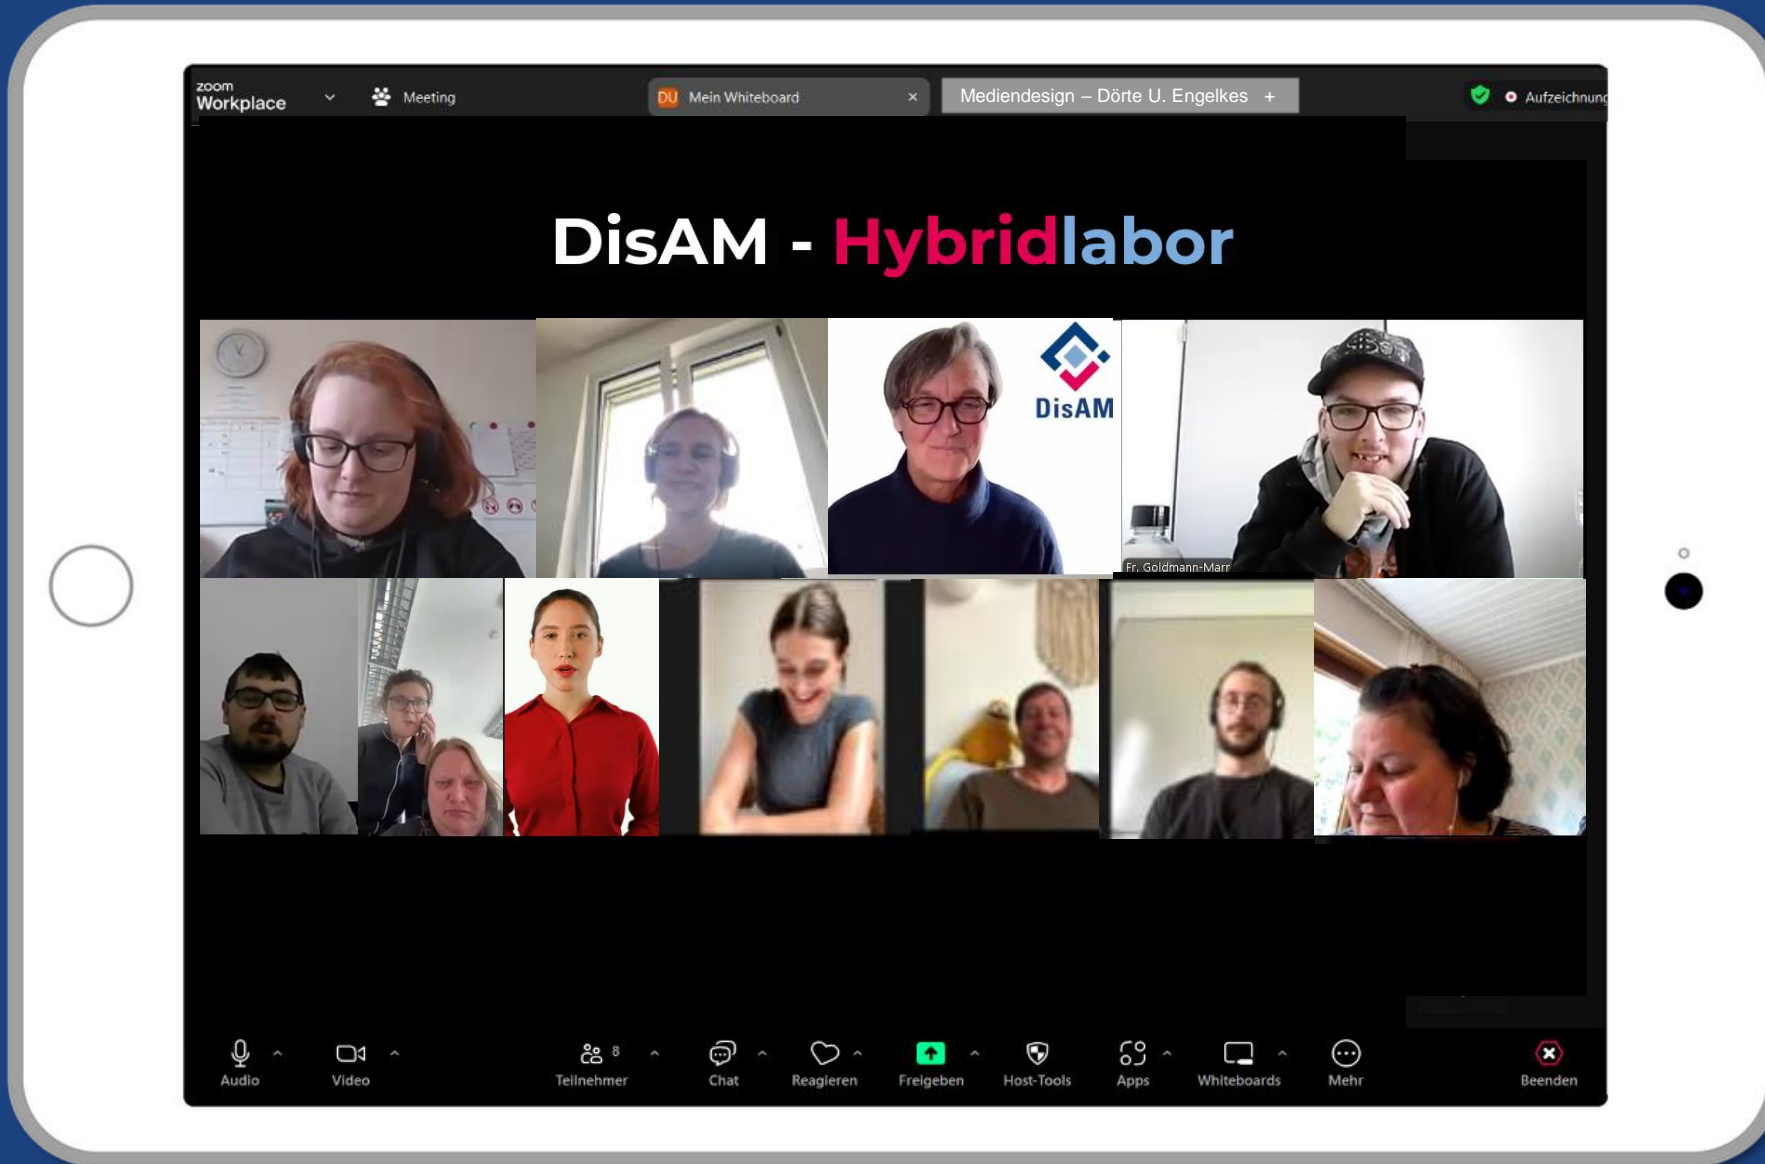 zoom
Workplace
Meeting
DU Mein Whiteboard ×
Mediendesign – Dörte U. Engelkes +
Aufzeichnung
DisAM - Hybridlabor
DisAM
Fr. Goldmann-Marr
Audio
Video
8
Teilnehmer
Chat
Reagieren
Freigeben
Host-Tools
Apps
Whiteboards
Mehr
Beenden